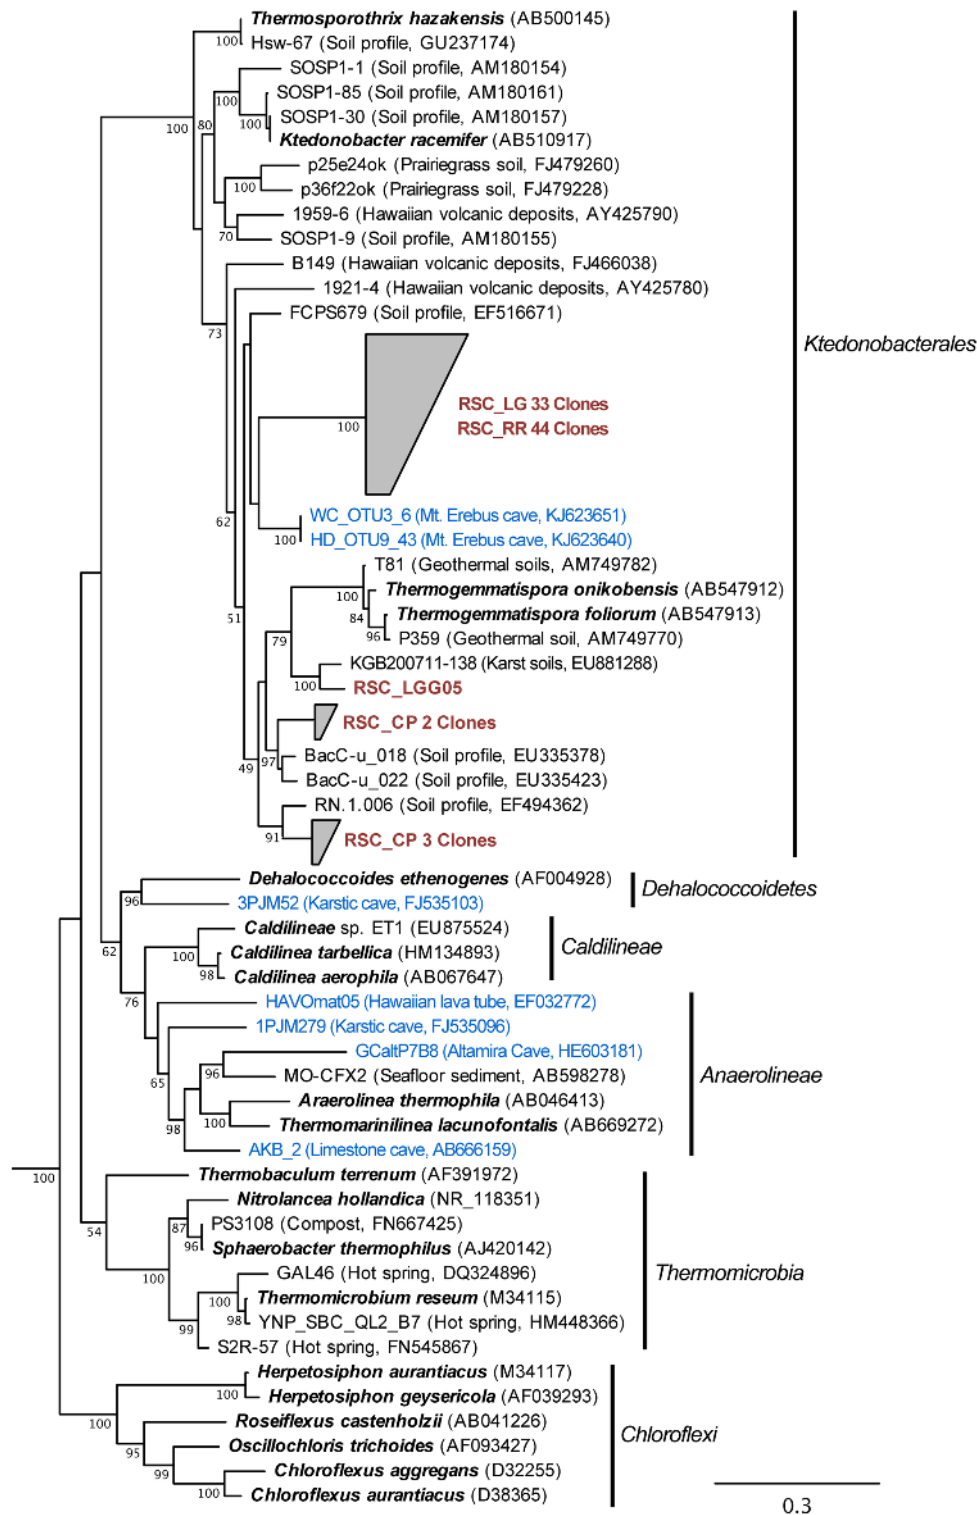 Thermosporothrix hazakensis (AB500145)
100
Hsw-67 (Soil profile, GU237174)
SOSP1-1 (Soil profile, AM180154)
SOSP1-85 (Soil profile, AM180161)
100
SOSP1-30 (Soil profile, AM180157)
100
80
100
Ktedonobacter racemifer (AB510917)
p25e24ok (Prairiegrass soil, FJ479260)
100
p36f22ok (Prairiegrass soil, FJ479228)
1959-6 (Hawaiian volcanic deposits, AY425790)
70
SOSP1-9 (Soil profile, AM180155)
B149 (Hawaiian volcanic deposits, FJ466038)
1921-4 (Hawaiian volcanic deposits, AY425780)
FCPS679 (Soil profile, EF516671)
73
Ktedonobacterales
RSC_LG 33 Clones
100
RSC_RR 44 Clones
WC_OTU3_6 (Mt. Erebus cave, KJ623651)
62
100
HD_OTU9_43 (Mt. Erebus cave, KJ623640)
T81 (Geothermal soils, AM749782)
100
Thermogemmatispora onikobensis (AB547912)
51
84
Thermogemmatispora foliorum (AB547913)
79
96
P359 (Geothermal soil, AM749770)
KGB200711-138 (Karst soils, EU881288)
100
RSC_LGG05
RSC_CP 2 Clones
49
97
BacC-u_018 (Soil profile, EU335378)
BacC-u_022 (Soil profile, EU335423)
RN.1.006 (Soil profile, EF494362)
91
RSC_CP 3 Clones
Dehalococcoides ethenogenes (AF004928)
96
Dehalococcoidetes
3PJM52 (Karstic cave, FJ535103)
62
Caldilineae sp. ET1 (EU875524)
100
Caldilinea tarbellica (HM134893)
Caldilineae
98
Caldilinea aerophila (AB067647)
76
HAVOmat05 (Hawaiian lava tube, EF032772)
1PJM279 (Karstic cave, FJ535096)
GCaltP7B8 (Altamira Cave, HE603181)
65
96
MO-CFX2 (Seafloor sediment, AB598278)
Anaerolineae
Araerolinea thermophila (AB046413)
98
100
Thermomarinilinea lacunofontalis (AB669272)
AKB_2 (Limestone cave, AB666159)
100
Thermobaculum terrenum (AF391972)
Nitrolancea hollandica (NR_118351)
54
87
PS3108 (Compost, FN667425)
96
Sphaerobacter thermophilus (AJ420142)
100
GAL46 (Hot spring, DQ324896)
Thermomicrobia
100
Thermomicrobium reseum (M34115)
98
YNP_SBC_QL2_B7 (Hot spring, HM448366)
99
S2R-57 (Hot spring, FN545867)
Herpetosiphon aurantiacus (M34117)
100
Herpetosiphon geysericola (AF039293)
100
Roseiflexus castenholzii (AB041226)
Chloroflexi
95
Oscillochloris trichoides (AF093427)
99
Chloroflexus aggregans (D32255)
100
Chloroflexus aurantiacus (D38365)
0.3